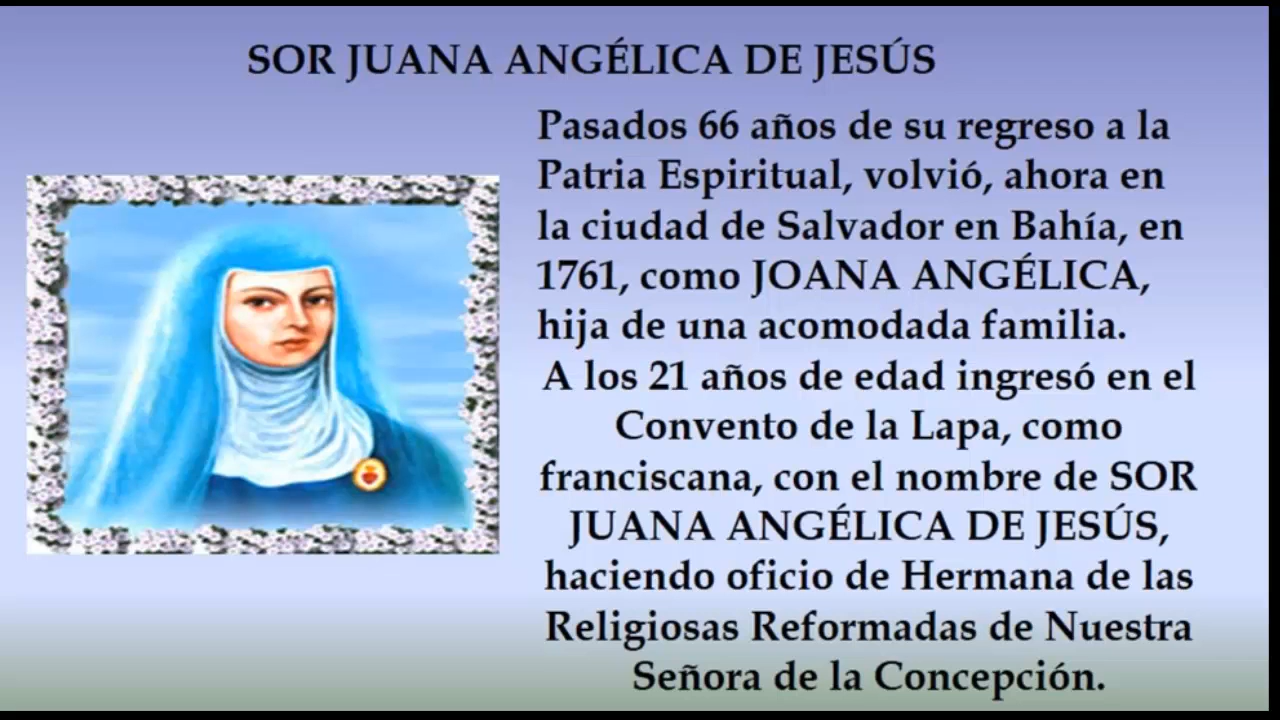 SOR JUANA ANGÉLICA DE JESÚS
Pasados 66 años de su regreso a la
Patria Espiritual, volvió, ahora en
la ciudad de Salvador en Bahía, en
1761, como JOANA ANGÉLICA,
hija de una acomodada familia.
A los 21 años de edad ingresó en el
Convento de la Lapa, como
franciscana, con el nombre de SOR
JUANA ANGÉLICA DE JESÚS,
haciendo oficio de Hermana de las
Religiosas Reformadas de Nuestra
Señora de la Concepción.